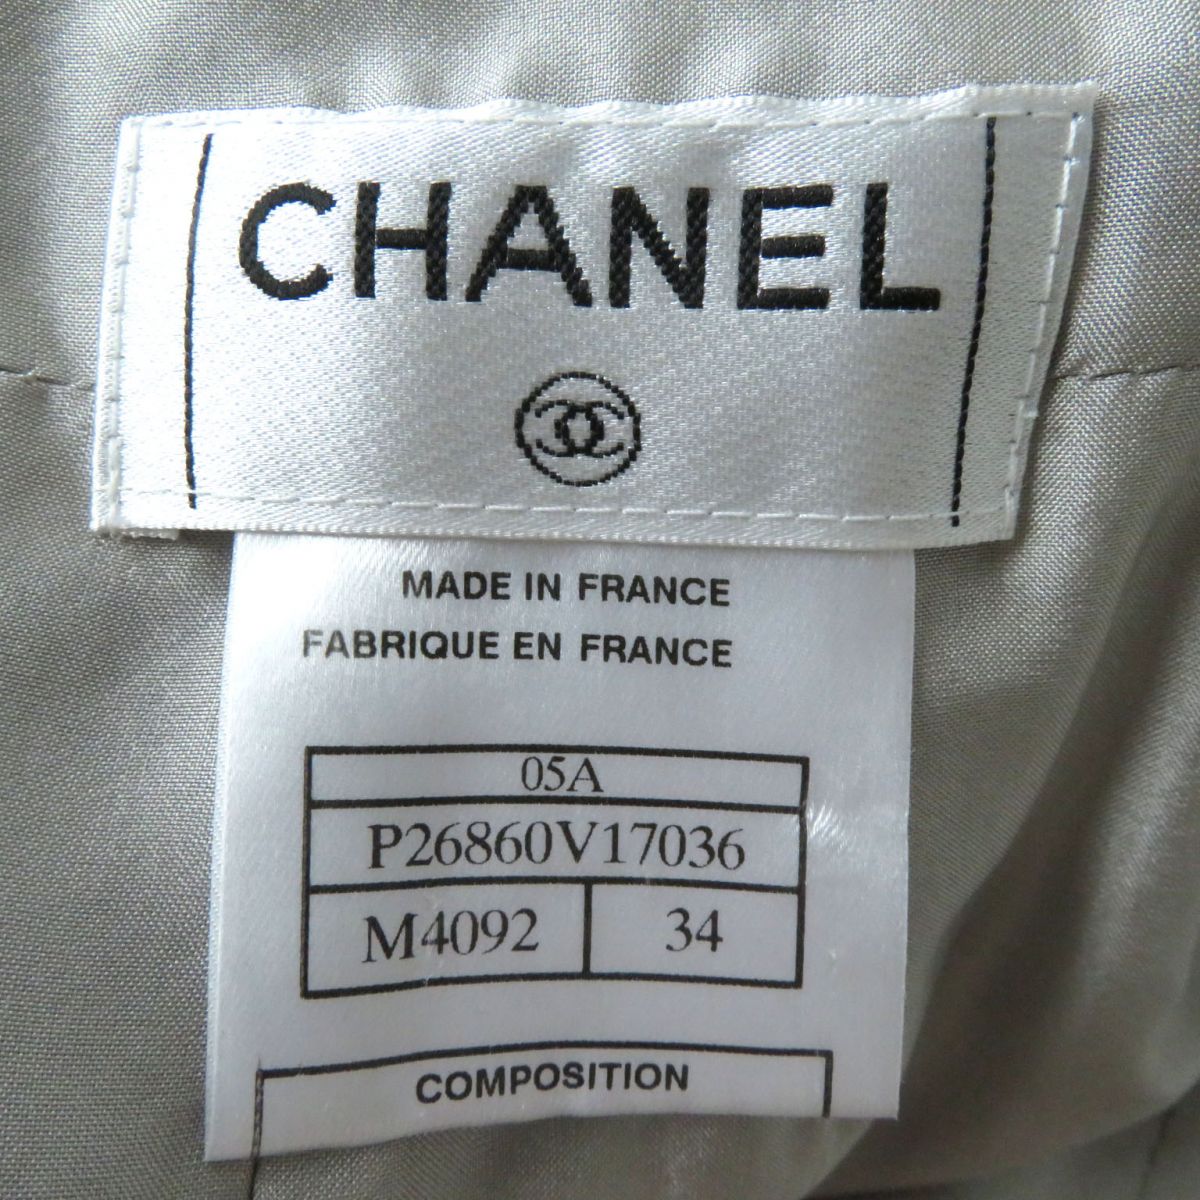 CHANEL
MADE IN FRANCE
FABRIQUE EN FRANCE
05A
P26860V17036
M4092 34
COMPOSITION